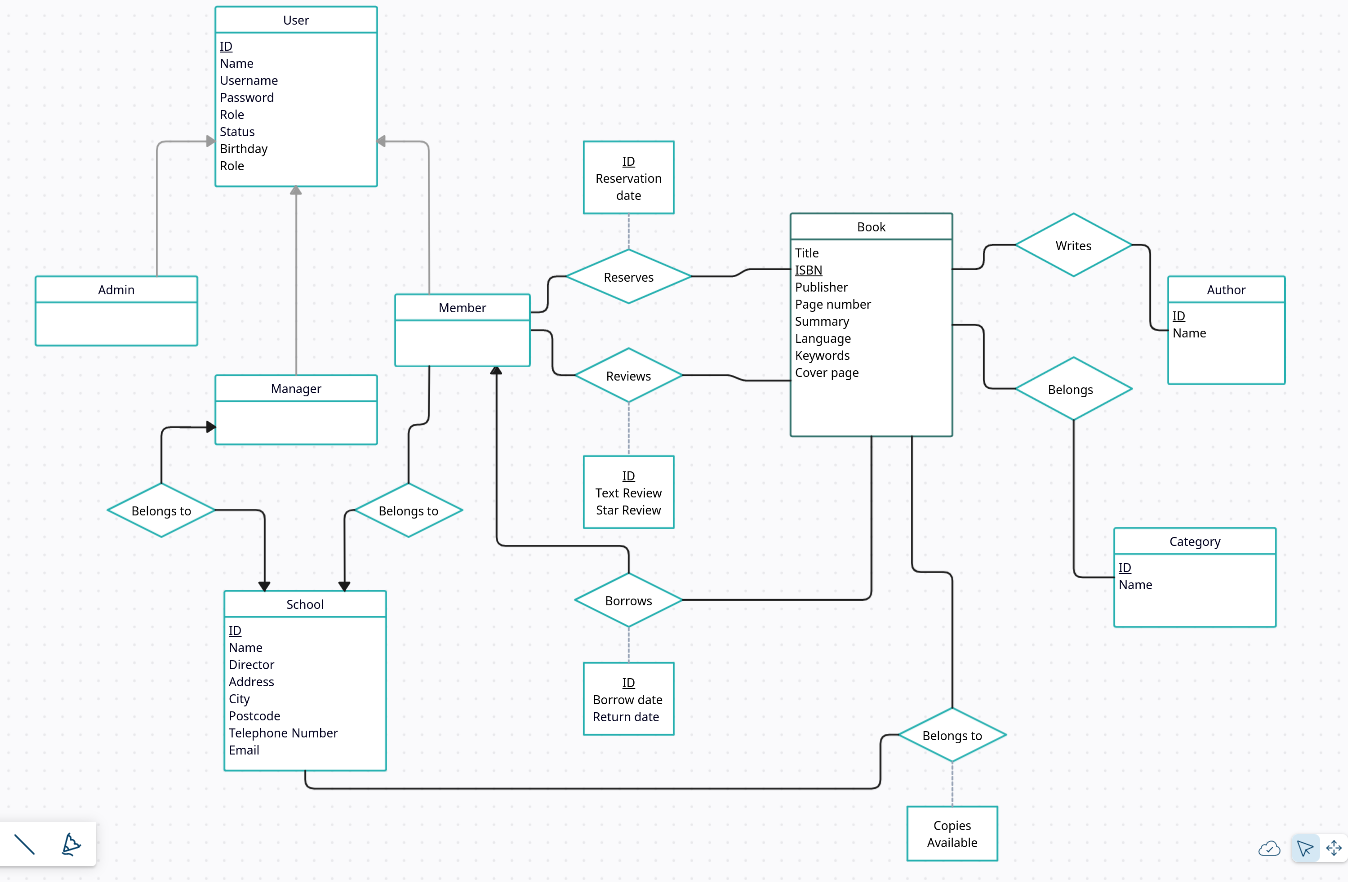 User
ID
Name
Username
Password
Role
Status
Birthday
Role
Admin
Manager
Member
Belongs to
Belongs to
School
ID
Name
Director
Address
City
Postcode
Telephone Number
Email
ID
Reservation
date
Reserves
Reviews
ID
Text Review
Star Review
Borrows
ID
Borrow date
Return date
Book
Title
ISBN
Publisher
Page number
Summary
Language
Keywords
Cover page
Writes
Author
ID
Name
Belongs
Category
ID
Name
Belongs to
Copies
Available